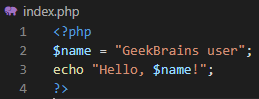 index.php
1 <?php
2 $name = "GeekBrains user";
3 echo "Hello, $name!";
4 ?>